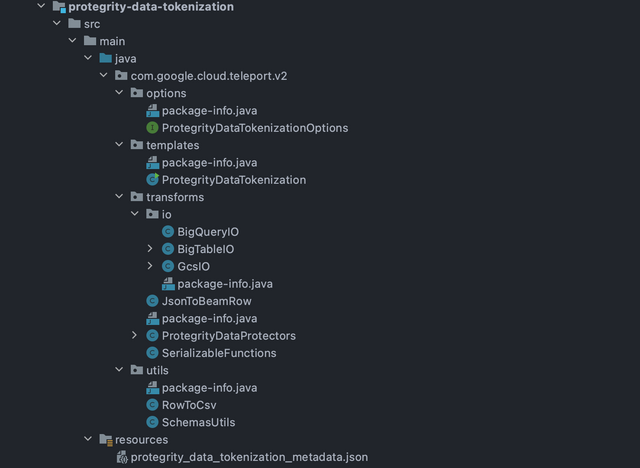 protegrity-data-tokenization
src
main
java
com.google.cloud.teleport.v2
options
package-info.java
ProtegrityDataTokenizationOptions
templates
package-info.java
ProtegrityDataTokenization
transforms
io
BigQueryIO
BigTableIO
GcsIO
package-info.java
JsonToBeamRow
package-info.java
ProtegrityDataProtectors
SerializableFunctions
utils
package-info.java
RowToCsv
SchemasUtils
resources
protegrity_data_tokenization_metadata.json